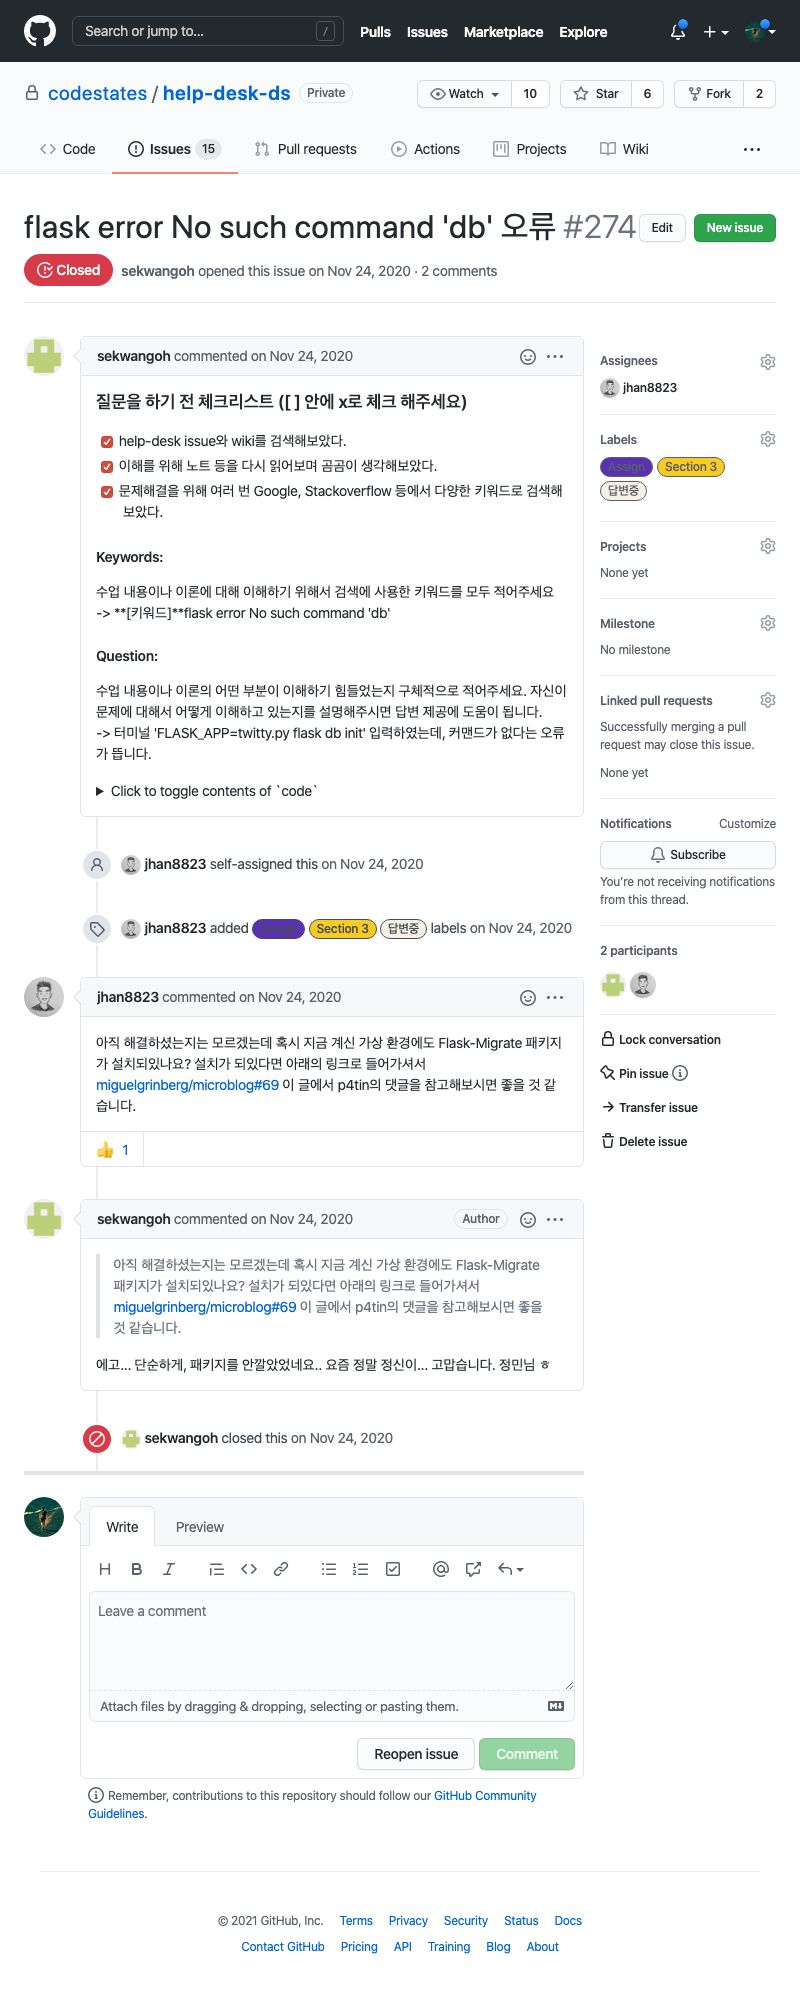 Search or jump to... /
Pulls Issues Marketplace Explore
codestates / help-desk-ds Private
Watch 10 Star 6 Fork 2
Code Issues 15 Pull requests Actions Projects Wiki ...
flask error No such command 'db' 오류 #274
Edit New issue
Closed sekwangoh opened this issue on Nov 24, 2020 · 2 comments
sekwangoh commented on Nov 24, 2020
질문을 하기 전 체크리스트 ([ ] 안에 x로 체크 해주세요)
help-desk issue와 wiki를 검색해보았다.
이해를 위해 노트 등을 다시 읽어보며 곰곰이 생각해보았다.
문제해결을 위해 여러 번 Google, Stackoverflow 등에서 다양한 키워드로 검색해
보았다.
Keywords:
수업 내용이나 이론에 대해 이해하기 위해서 검색에 사용한 키워드를 모두 적어주세요
-> **[키워드]**flask error No such command 'db'
Question:
수업 내용이나 이론의 어떤 부분이 이해하기 힘들었는지 구체적으로 적어주세요. 자신이
문제에 대해서 어떻게 이해하고 있는지를 설명해주시면 답변 제공에 도움이 됩니다.
-> 터미널 'FLASK_APP=twitty.py flask db init' 입력하였는데, 커맨드가 없다는 오류
가 뜹니다.
Click to toggle contents of `code`
jhan8823 self-assigned this on Nov 24, 2020
jhan8823 added Assign Section 3 답변중 labels on Nov 24, 2020
jhan8823 commented on Nov 24, 2020
아직 해결하셨는지는 모르겠는데 혹시 지금 계신 가상 환경에도 Flask-Migrate 패키지
가 설치되있나요? 설치가 되있다면 아래의 링크로 들어가셔서
miguelgrinberg/microblog#69 이 글에서 p4tin의 댓글을 참고해보시면 좋을 것 같
습니다.
👍 1
sekwangoh commented on Nov 24, 2020 Author
아직 해결하셨는지는 모르겠는데 혹시 지금 계신 가상 환경에도 Flask-Migrate
패키지가 설치되있나요? 설치가 되있다면 아래의 링크로 들어가셔서
miguelgrinberg/microblog#69 이 글에서 p4tin의 댓글을 참고해보시면 좋을
것 같습니다.
에고... 단순하게, 패키지를 안깔았었네요.. 요즘 정말 정신이... 고맙습니다. 정민님 ㅎ
sekwangoh closed this on Nov 24, 2020
Write Preview
H B I
Leave a comment
Attach files by dragging & dropping, selecting or pasting them.
Reopen issue Comment
Remember, contributions to this repository should follow our GitHub Community
Guidelines.
Assignees
jhan8823
Labels
Assign Section 3
답변중
Projects
None yet
Milestone
No milestone
Linked pull requests
Successfully merging a pull
request may close this issue.
None yet
Notifications Customize
Subscribe
You're not receiving notifications
from this thread.
2 participants
Lock conversation
Pin issue
Transfer issue
Delete issue
© 2021 GitHub, Inc. Terms Privacy Security Status Docs
Contact GitHub Pricing API Training Blog About